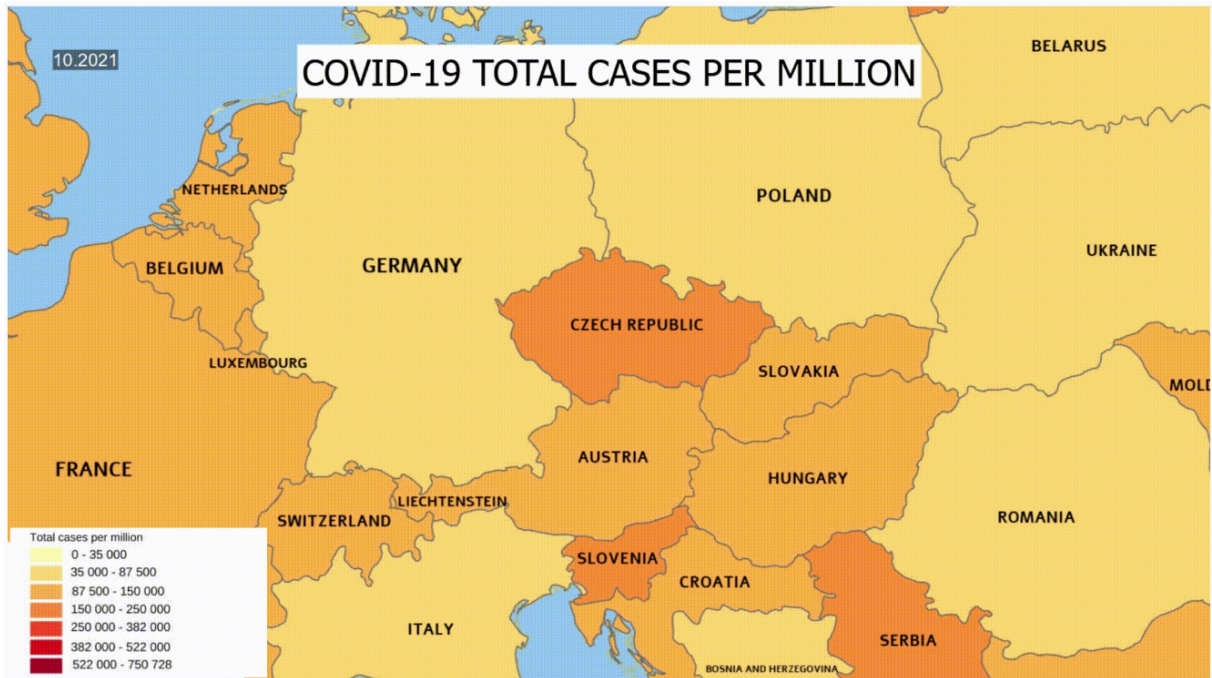 10.2021
COVID-19 TOTAL CASES PER MILLION
BELARUS
NETHERLANDS
POLAND
UKRAINE
BELGIUM
GERMANY
CZECH REPUBLIC
LUXEMBOURG
SLOVAKIA
MOLD
FRANCE
AUSTRIA
HUNGARY
LIECHTENSTEIN
SWITZERLAND
ROMANIA
SLOVENIA
CROATIA
ITALY
SERBIA
BOSNIA AND HERZEGOVINA
Total cases per million
0 - 35 000
35 000 - 87 500
87 500 - 150 000
150 000 - 250 000
250 000 - 382 000
382 000 - 522 000
522 000 - 750 728